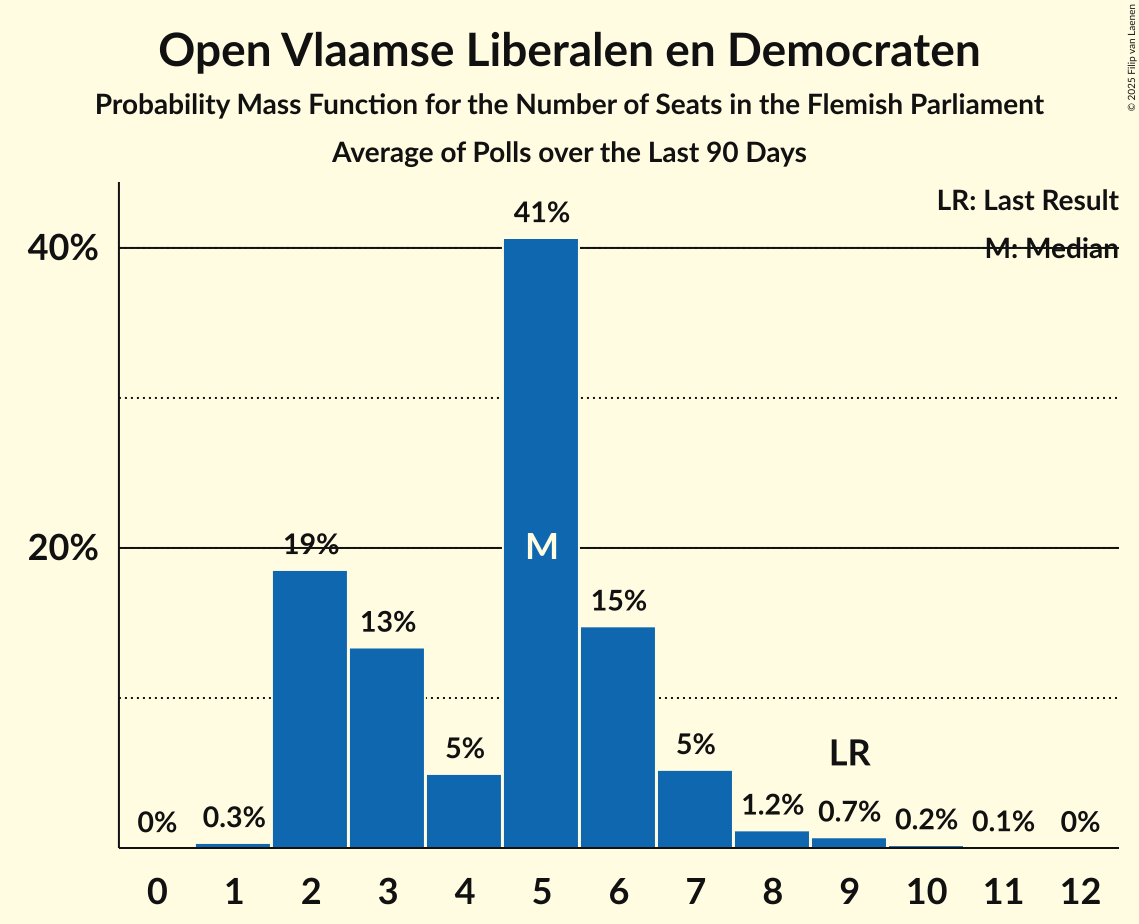 Open Vlaamse Liberalen en Democraten
Probability Mass Function for the Number of Seats in the Flemish Parliament
Average of Polls over the Last 90 Days
© 2025 Filip van Laenen
LR: Last Result
M: Median
40%
20%
0%
0.3%
19%
13%
5%
41%
M
15%
5%
1.2%
LR
0.7%
0.2%
0.1%
0%
0 1 2 3 4 5 6 7 8 9 10 11 12